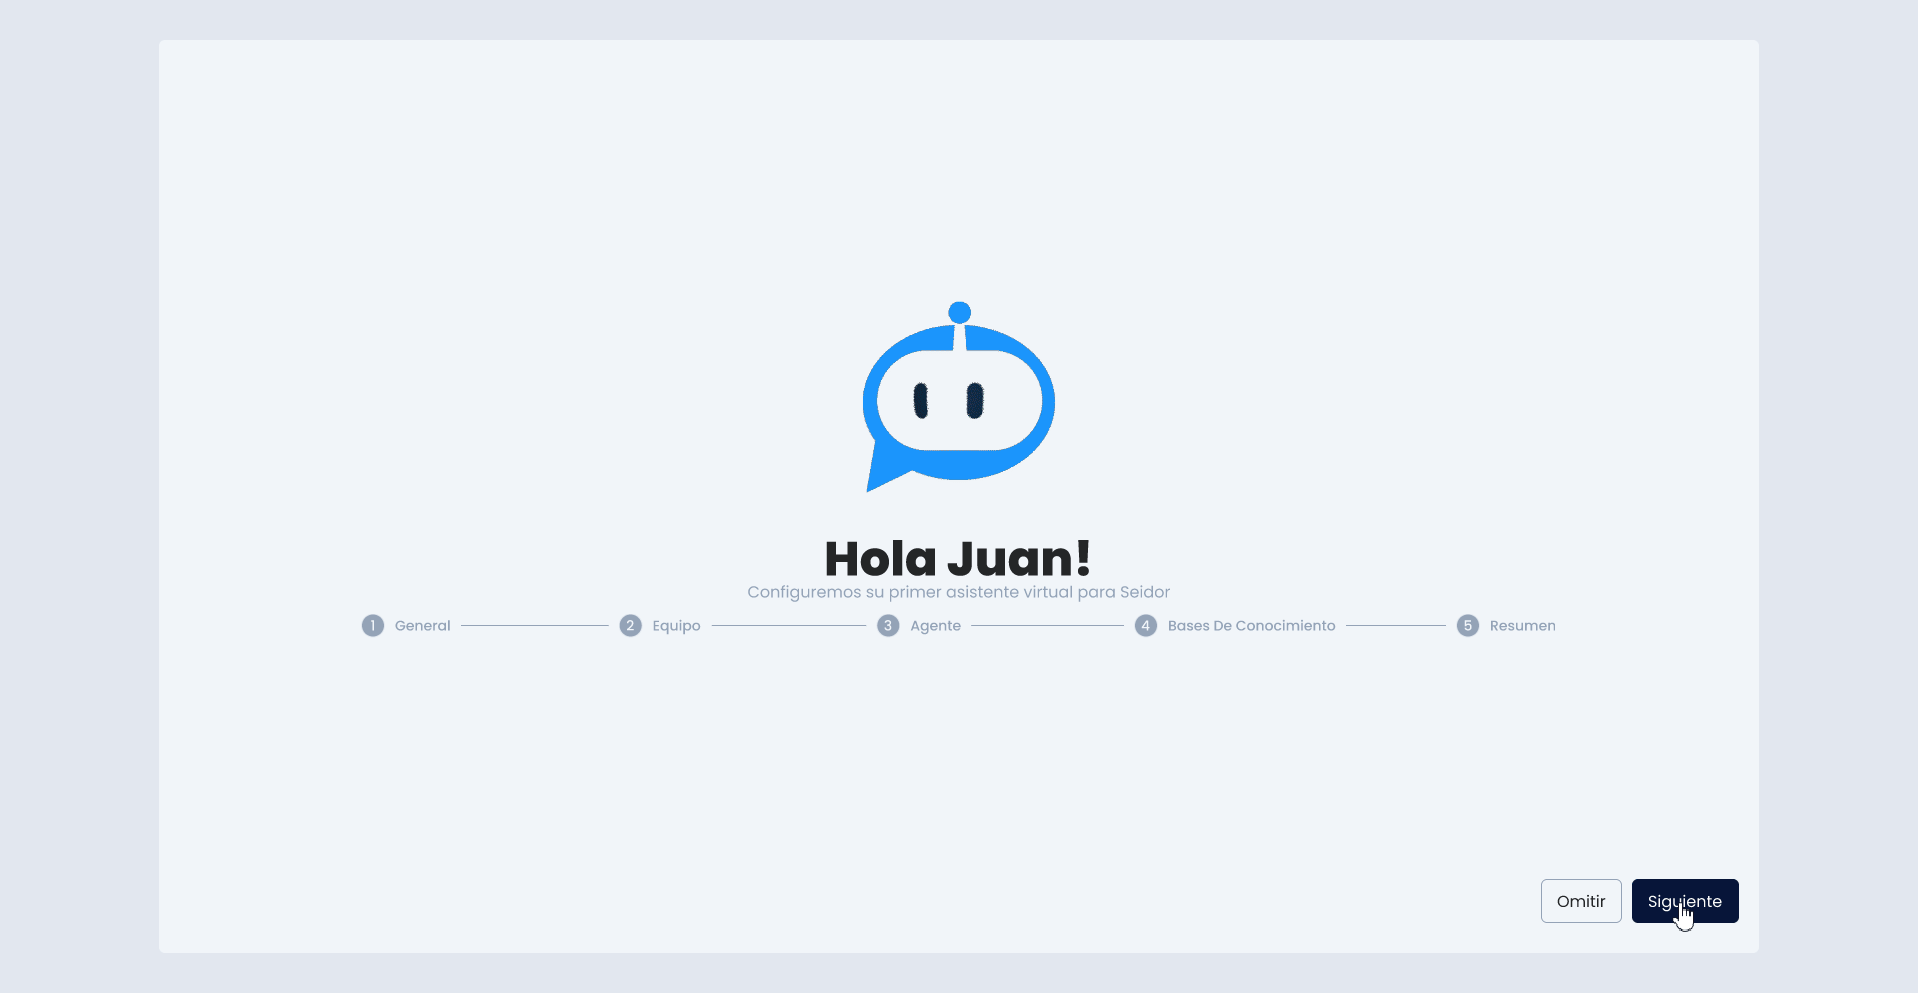 Hola Juan!
Configuremos su primer asistente virtual para Seidor
1 General 2 Equipo 3 Agente 4 Bases De Conocimiento 5 Resumen
Omitir Siguiente